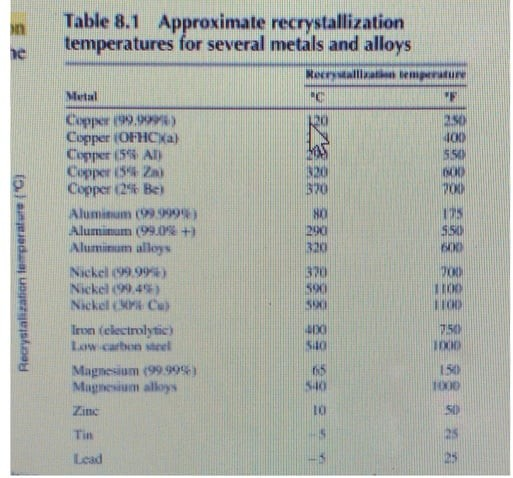 on
he
Table 8.1 Approximate recrystallization
temperatures for several metals and alloys
Recrystallization temperature
Metal °C °F
Copper (99.999%) 120 250
Copper (OFHC)(a) 400
Copper (5% Al) 290 550
Copper (5% Zn) 320 600
Copper (2% Be) 370 700
Aluminum (99.999%) 80 175
Aluminum (99.0% +) 290 550
Aluminum alloys 320 600
Nickel (99.99%) 370 700
Nickel (99.4%) 590 1100
Nickel (30% Cu) 590 1100
Iron (electrolytic) 400 750
Low-carbon steel 540 1000
Magnesium (99.99%) 65 150
Magnesium alloys 540 1000
Zinc 10 50
Tin -5 25
Lead -5 25
Recrystallization temperature (°C)